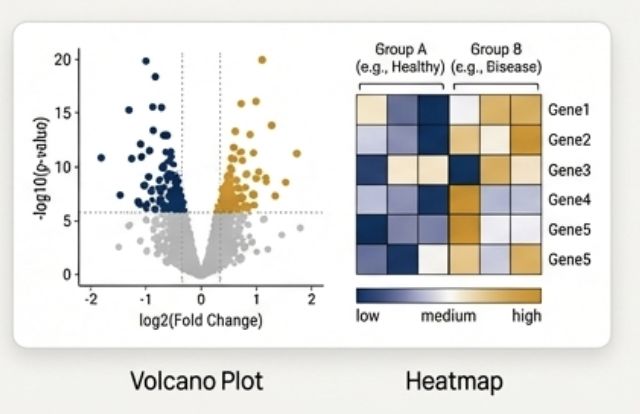 20
15
10
5
0
-log10(p-value)
-2 -1 0 1 2
log2(Fold Change)
Group A
(e.g., Healthy)
Group 8
(e.g., Disease)
Gene1
Gene2
Gene3
Gene4
Gene5
Gene5
low medium high
Volcano Plot
Heatmap